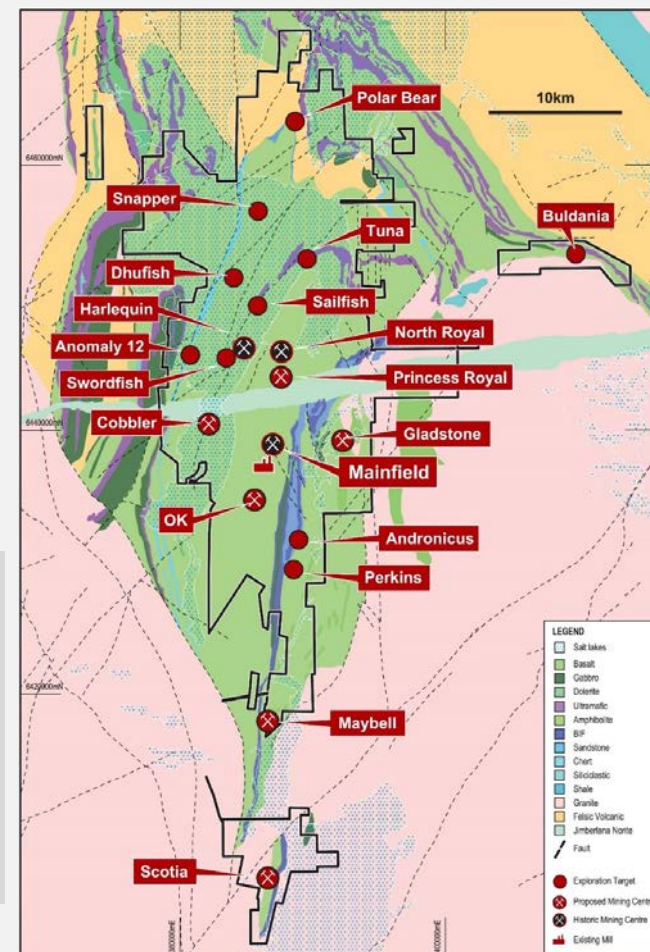 Polar Bear
10km
6460000mN
Snapper
Buldania
Tuna
Dhufish
Harlequin
Sailfish
Anomaly 12
North Royal
Swordfish
Princess Royal
Cobbler
6440000mN
Gladstone
Mainfield
OK
Andronicus
Perkins
LEGEND
Salt lakes
Basalt
Gabbro
Dolerite
Ultramafic
Amphibolite
BIF
Sandstone
Chert
Siliciclastic
Shale
Granite
Felsic Volcanic
Jimberlana Norite
Fault
Exploration Target
Proposed Mining Centre
Historic Mining Centre
Existing Mill
6420000mN
Maybell
Scotia